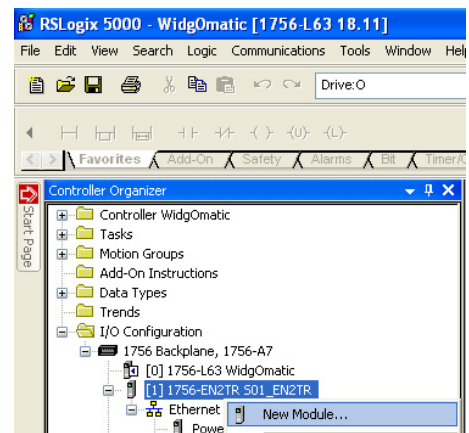 RSLogix 5000 - WidgOmatic [1756-L63 18.11]
File Edit View Search Logic Communications Tools Window Help
Drive:O
Favorites Add-On Safety Alarms Bit
Start Page
Controller Organizer
Controller WidgOmatic
Tasks
Motion Groups
Add-On Instructions
Data Types
Trends
I/O Configuration
1756 Backplane, 1756-A7
[0] 1756-L63 WidgOmatic
[1] 1756-EN2TR S01_EN2TR
Ethernet
New Module...